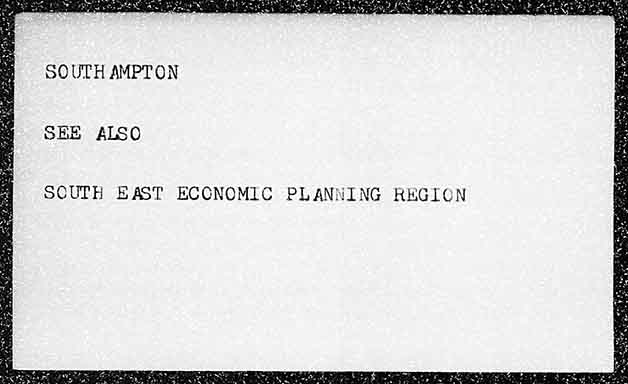 SOUTHAMPTON
SEE ALSO
SOUTH EAST ECONOMIC PLANNING REGION